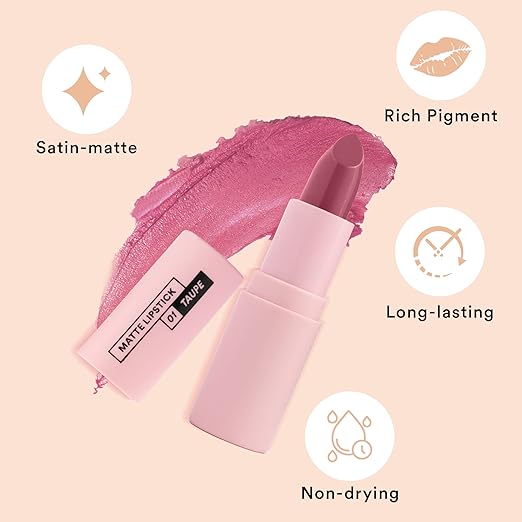 Satin-matte
Rich Pigment
MATTE LIPSTICK
01 TAUPE
Long-lasting
Non-drying